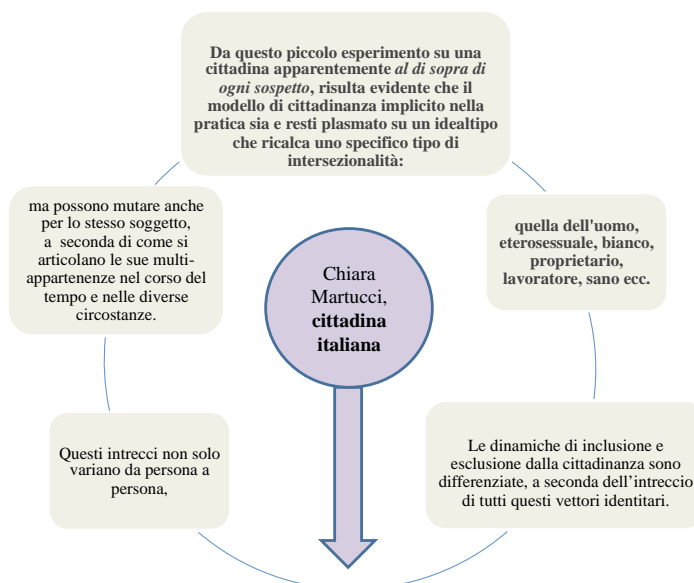 Da questo piccolo esperimento su una
cittadina apparentemente al di sopra di
ogni sospetto, risulta evidente che il
modello di cittadinanza implicito nella
pratica sia e resti plasmato su un idealtipo
che ricalca uno specifico tipo di
intersezionalità:
quella dell'uomo,
eterosessuale, bianco,
proprietario,
lavoratore, sano ecc.
Le dinamiche di inclusione e
esclusione dalla cittadinanza sono
differenziate, a seconda dell’intreccio
di tutti questi vettori identitari.
Questi intrecci non solo
variano da persona a
persona,
ma possono mutare anche
per lo stesso soggetto,
a seconda di come si
articolano le sue multi-
appartenenze nel corso del
tempo e nelle diverse
circostanze.
Chiara
Martucci,
cittadina
italiana